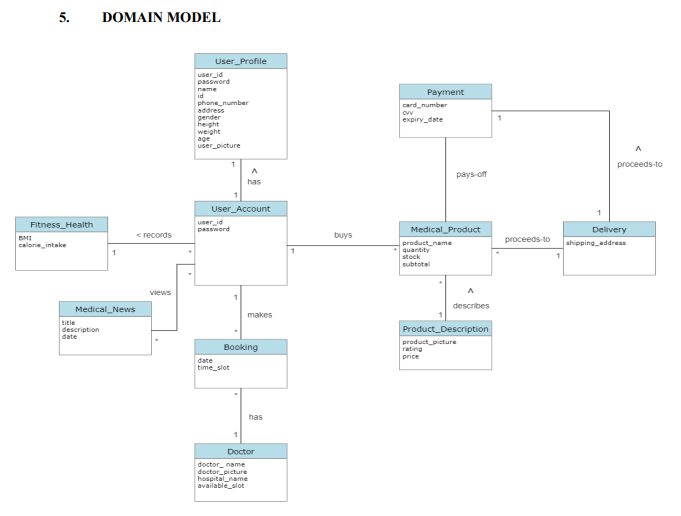 5. DOMAIN MODEL
User_Profile
user_id
password
name
id
phone_number
address
gender
height
weight
age
user_picture
1
^
has
1
User_Account
user_id
password
Fitness_Health
BMI
calorie_intake
< records
1
*
*
views
Medical_News
title
description
date
*
1
makes
*
Booking
date
time_slot
*
has
1
Doctor
doctor_ name
doctor_picture
hospital_name
available_slot
1
buys
*
Payment
card_number
cvv
expiry_date
1
pays-off
^
proceeds-to
1
Medical_Product
product_name
quantity
stock
subtotal
proceeds-to
*
1
Delivery
shipping_address
*
^
describes
1
Product_Description
product_picture
rating
price